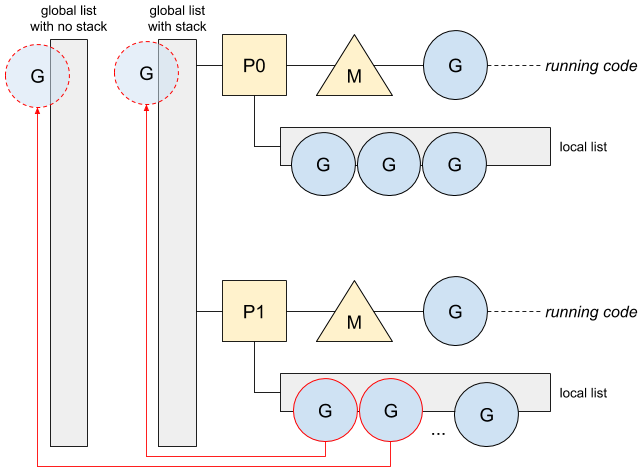 global list
with no stack
global list
with stack
G
G
P0
M
G
running code
G
G
G
local list
P1
M
G
running code
G
G
...
G
local list